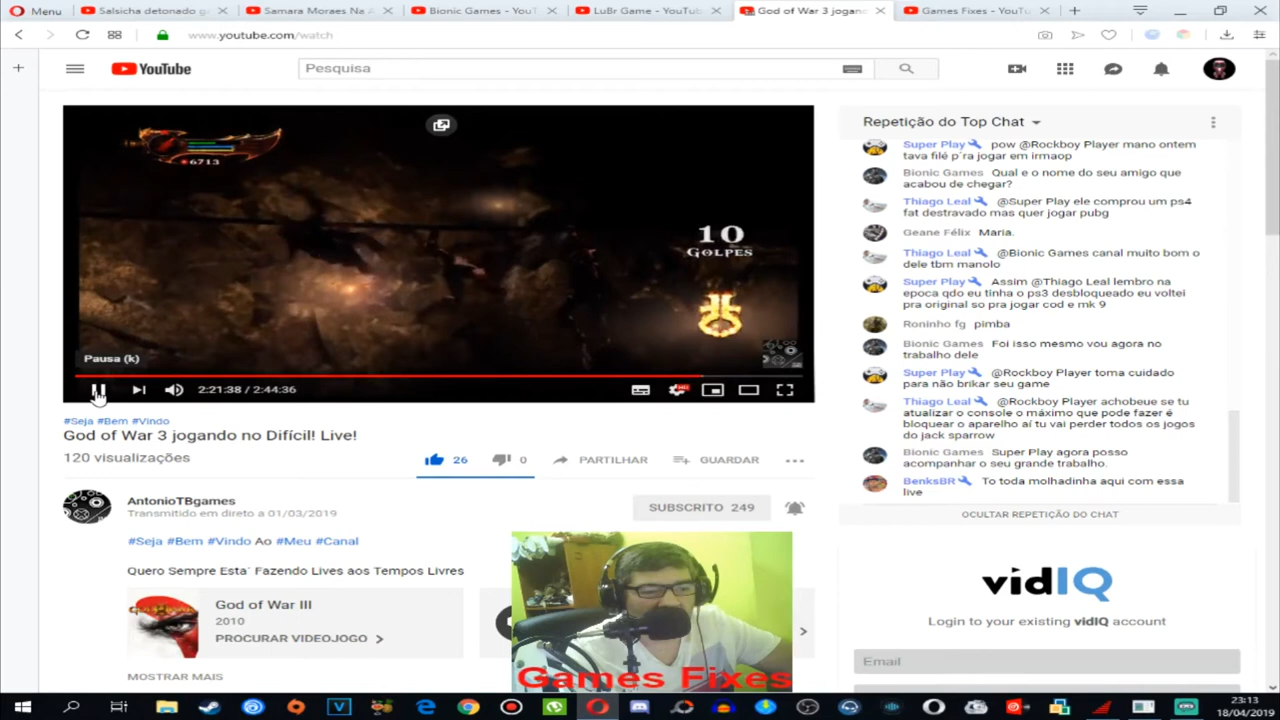 Menu
Salsicha detonado g
Samara Moraes Na A
Bionic Games - YouT
LuBr Game - YouTub
God of War 3 jogan
Games Fixes - YouTu
www.youtube.com/watch
YouTube
Pesquisa
6713
10
GOLPES
Pausa (k)
2:21:38 / 2:44:36
HD
#Seja #Bem #Vindo
God of War 3 jogando no Difícil! Live!
120 visualizações
26
0
PARTILHAR
GUARDAR
AntonioTBgames
Transmitido em direto a 01/03/2019
SUBSCRITO 249
#Seja #Bem #Vindo Ao #Meu #Canal
Quero Sempre Esta´ Fazendo Lives aos Tempos Livres
God of War III
2010
PROCURAR VIDEOJOGO
MOSTRAR MAIS
Games Fixes
Repetição do Top Chat
Super Play pow @Rockboy Player mano ontem
tava filé p´ra jogar em irmaop
Bionic Games Qual e o nome do seu amigo que
acabou de chegar?
Thiago Leal @Super Play ele comprou um ps4
fat destravado mas quer jogar pubg
Geane Félix Maria.
Thiago Leal @Bionic Games canal muito bom o
dele tbm manolo
Super Play Assim @Thiago Leal lembro na
epoca qdo eu tinha o ps3 desbloqueado eu voltei
pra original so pra jogar cod e mk 9
Roninho fg pimba
Bionic Games Foi isso mesmo vou agora no
trabalho dele
Super Play @Rockboy Player toma cuidado
para não brikar seu game
Thiago Leal @Rockboy Player achobeue se tu
atualizar o console o máximo que pode fazer é
bloquear o aparelho aí tu vai perder todos os jogos
do jack sparrow
Bionic Games Super Play agora posso
acompanhar o seu grande trabalho.
BenksBR To toda molhadinha aqui com essa
live
OCULTAR REPETIÇÃO DO CHAT
vidIQ
Login to your existing vidIQ account
Email
23:13
18/04/2019